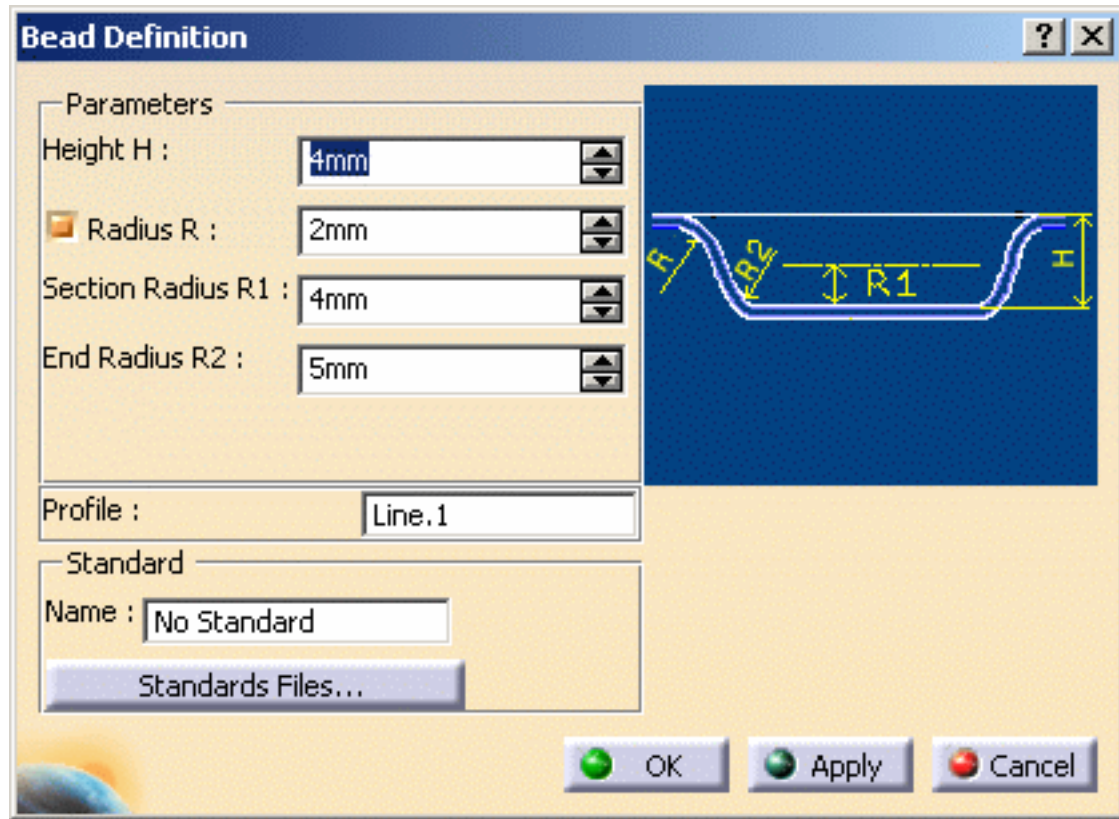 Bead Definition
Parameters
Height H : 4mm
Radius R : 2mm
Section Radius R1 : 4mm
End Radius R2 : 5mm
R
R2
R1
H
Profile : Line.1
Standard
Name : No Standard
Standards Files...
OK Apply Cancel